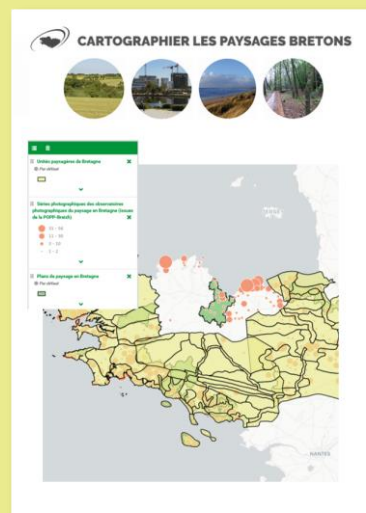 CARTOGRAPHIER LES PAYSAGES BRETONS
Unités paysagères de Bretagne
Par défaut
Séries photographiques des observatoires
photographiques du paysage en Bretagne (issues
de la POPP-Breizh)
Plans de paysage en Bretagne
Par défaut
NANTES